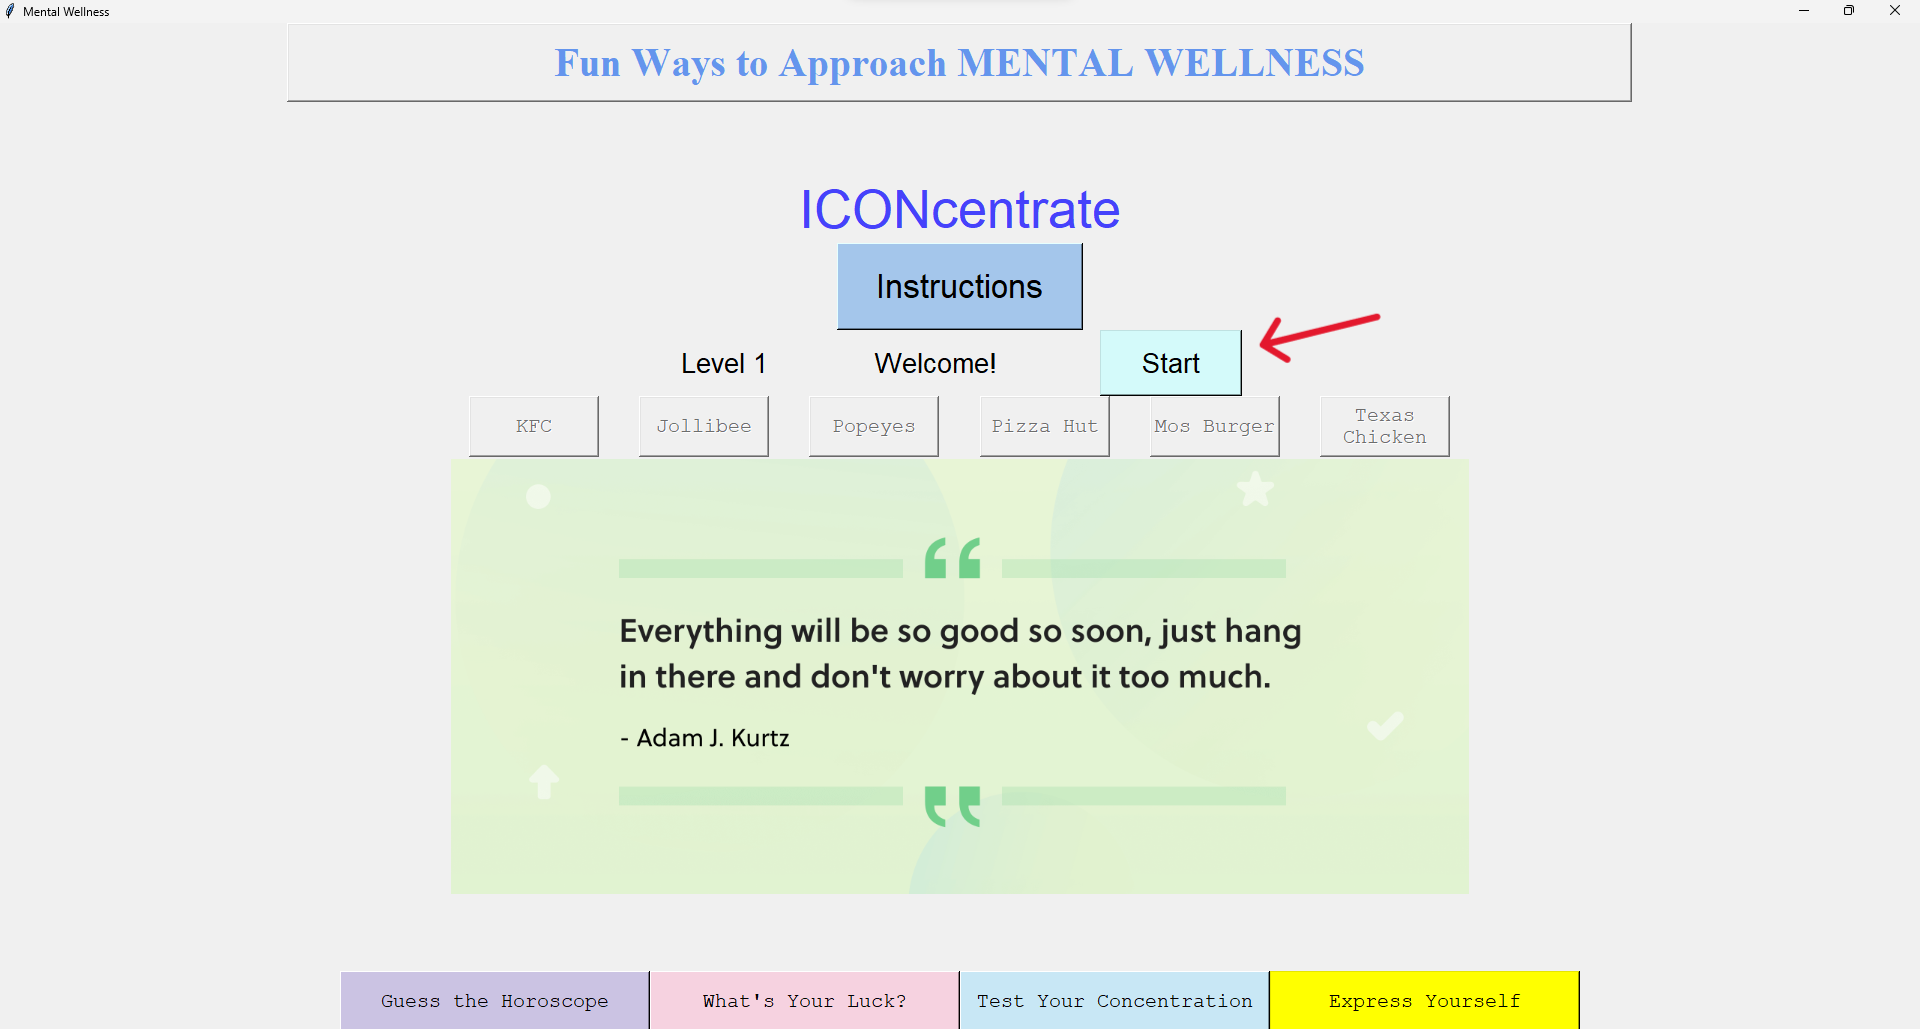 Mental Wellness
Fun Ways to Approach MENTAL WELLNESS
ICONcentrate
Instructions
Level 1
Welcome!
Start
KFC
Jollibee
Popeyes
Pizza Hut
Mos Burger
Texas
Chicken
“
Everything will be so good so soon, just hang
in there and don't worry about it too much.
- Adam J. Kurtz
”
Guess the Horoscope
What's Your Luck?
Test Your Concentration
Express Yourself